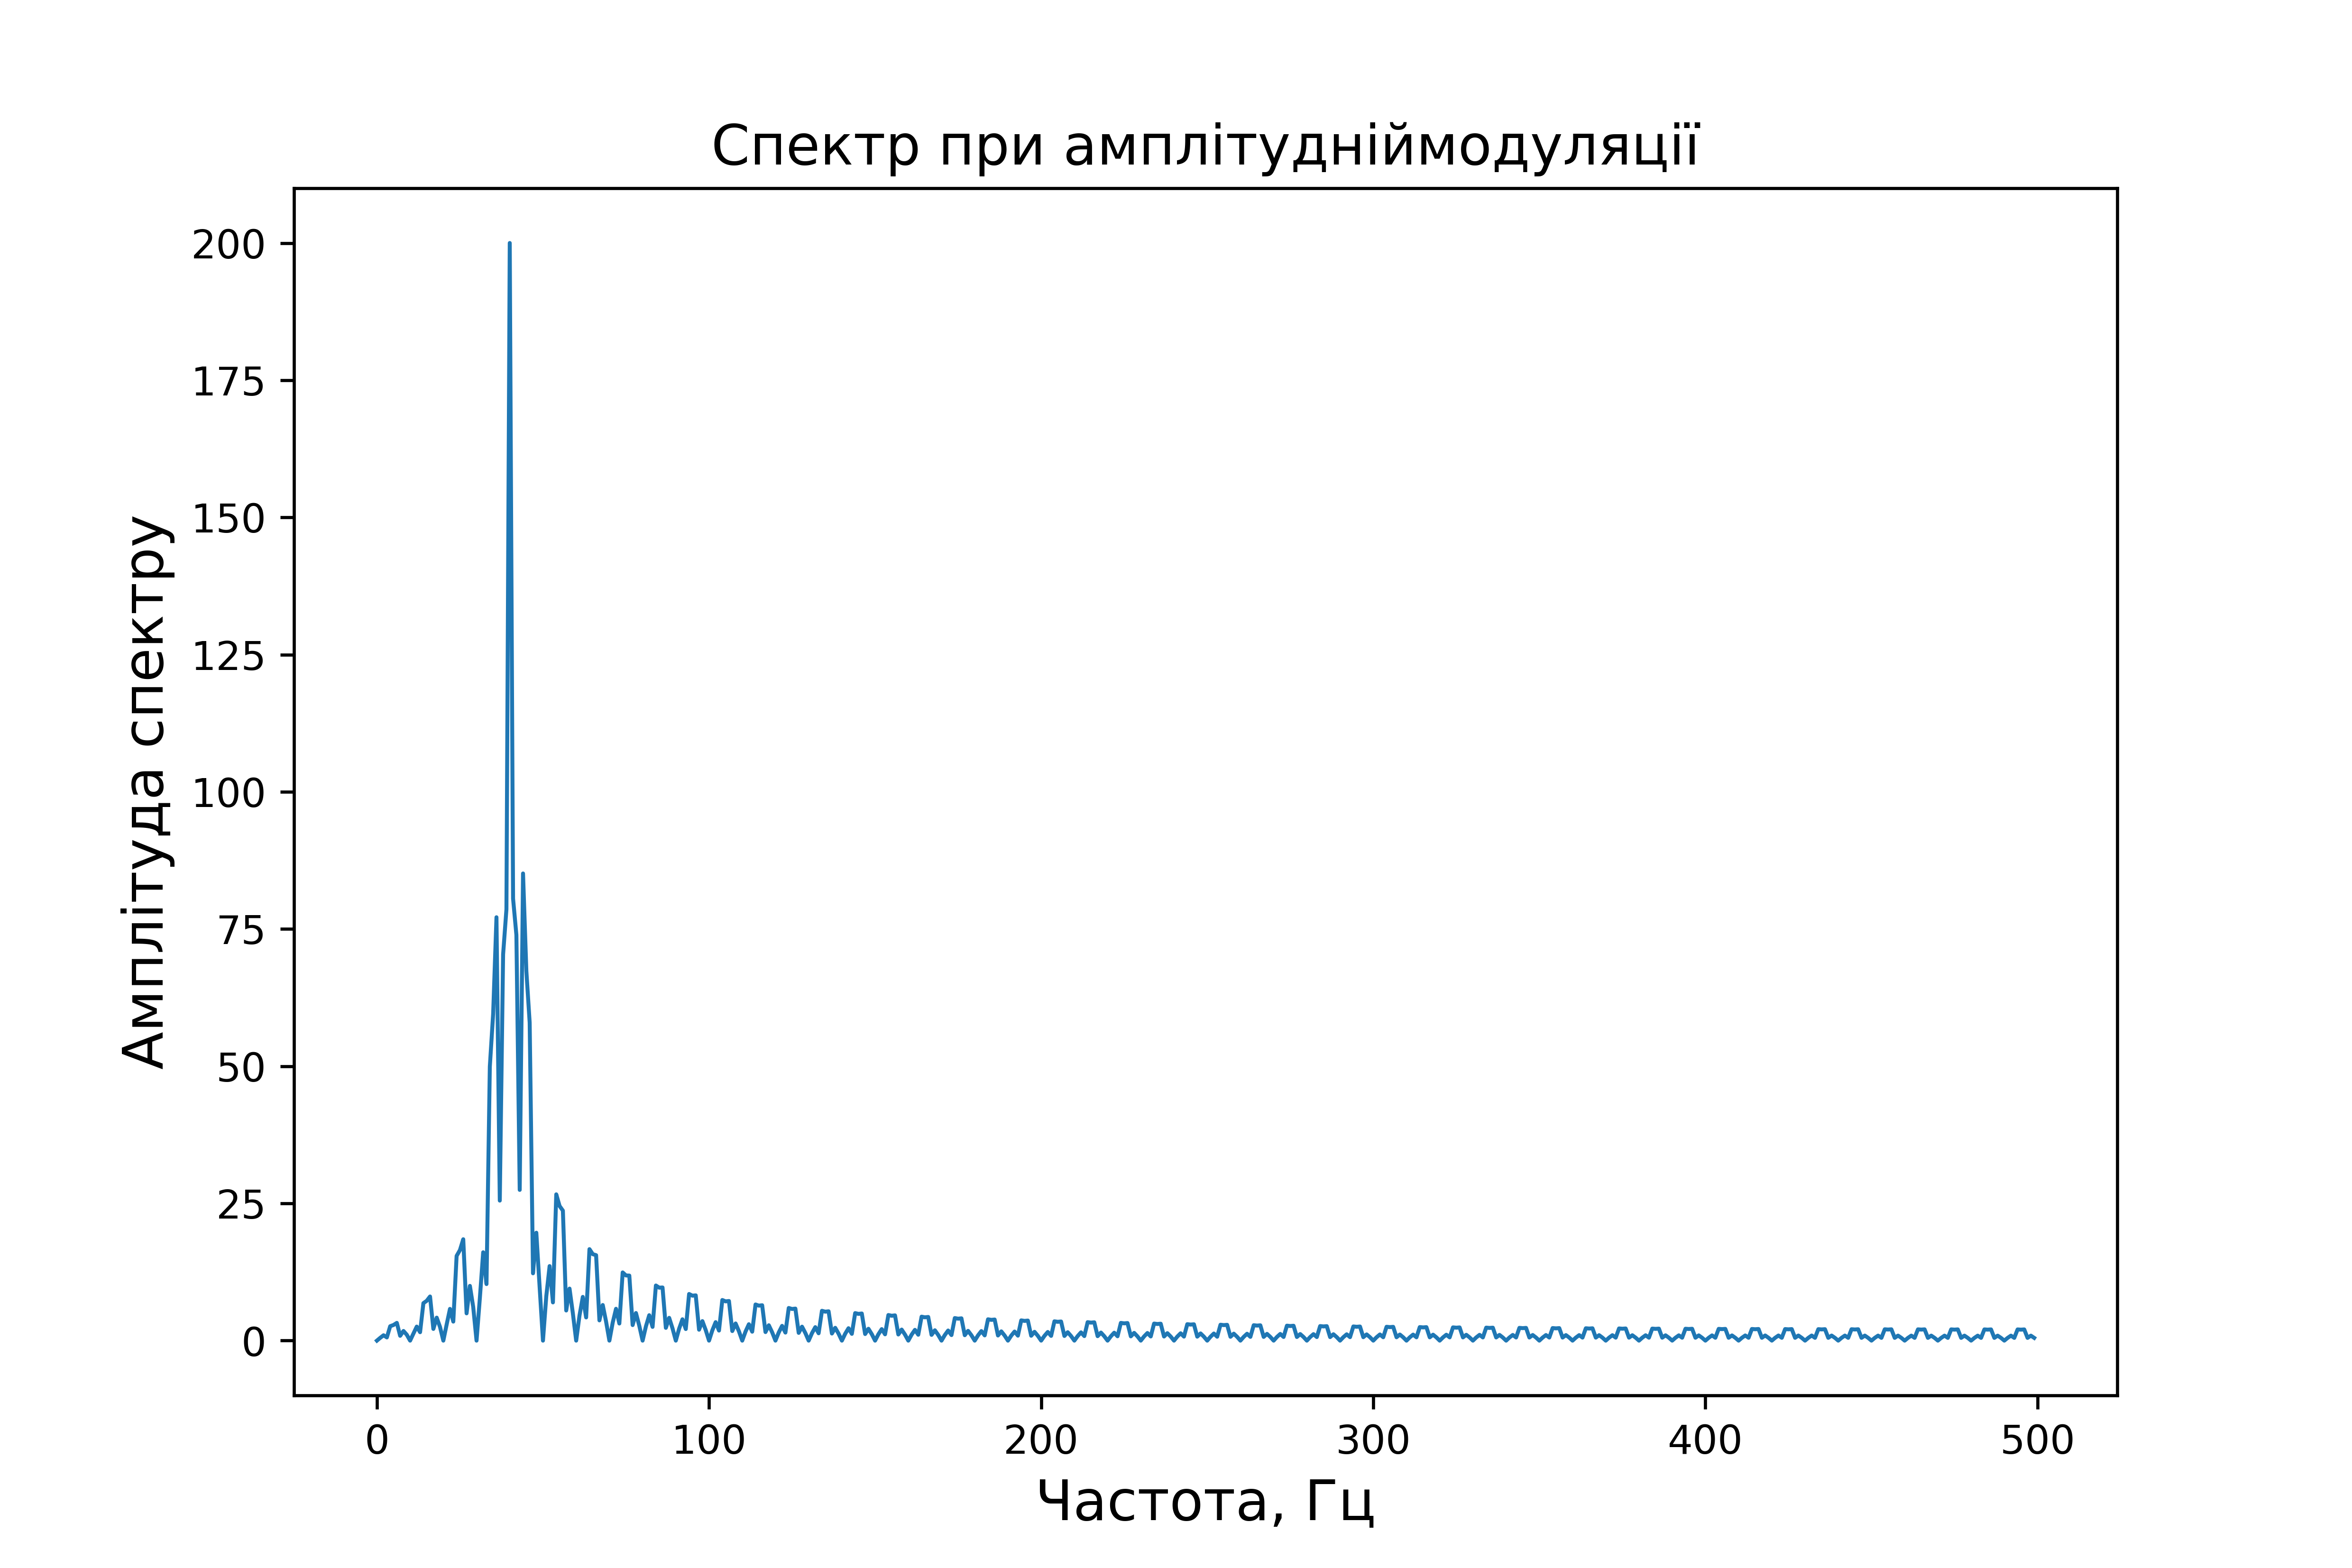 Спектр при амплітудніймодуляції
Амплітуда спектру
200
175
150
125
100
75
50
25
0
0 100 200 300 400 500
Частота, Гц